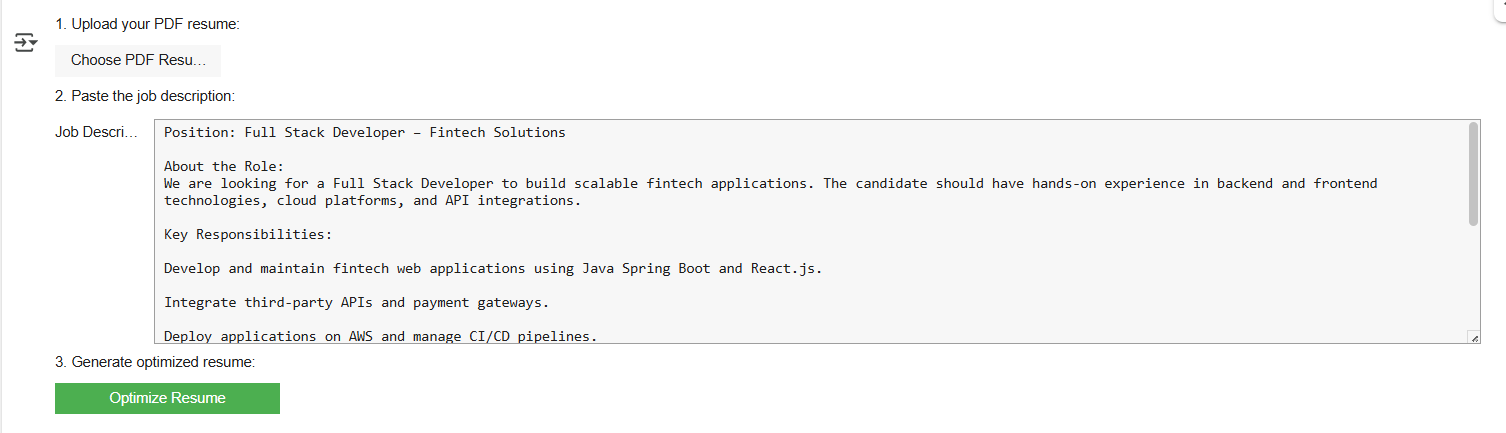 1. Upload your PDF resume:
Choose PDF Resu…
2. Paste the job description:
Job Descri…
Position: Full Stack Developer – Fintech Solutions
About the Role:
We are looking for a Full Stack Developer to build scalable fintech applications. The candidate should have hands-on experience in backend and frontend
technologies, cloud platforms, and API integrations.
Key Responsibilities:
Develop and maintain fintech web applications using Java Spring Boot and React.js.
Integrate third-party APIs and payment gateways.
Deploy applications on AWS and manage CI/CD pipelines.
3. Generate optimized resume:
Optimize Resume